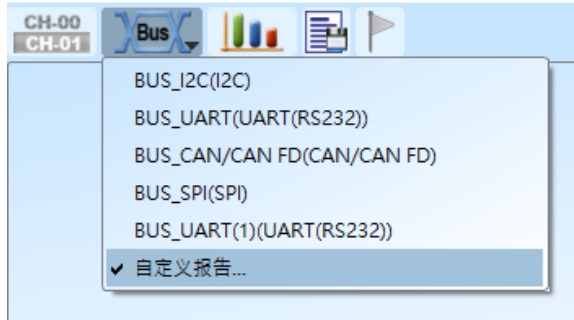 CH-00
CH-01
Bus
BUS_I2C(I2C)
BUS_UART(UART(RS232))
BUS_CAN/CAN FD(CAN/CAN FD)
BUS_SPI(SPI)
BUS_UART(1)(UART(RS232))
自定义报告...